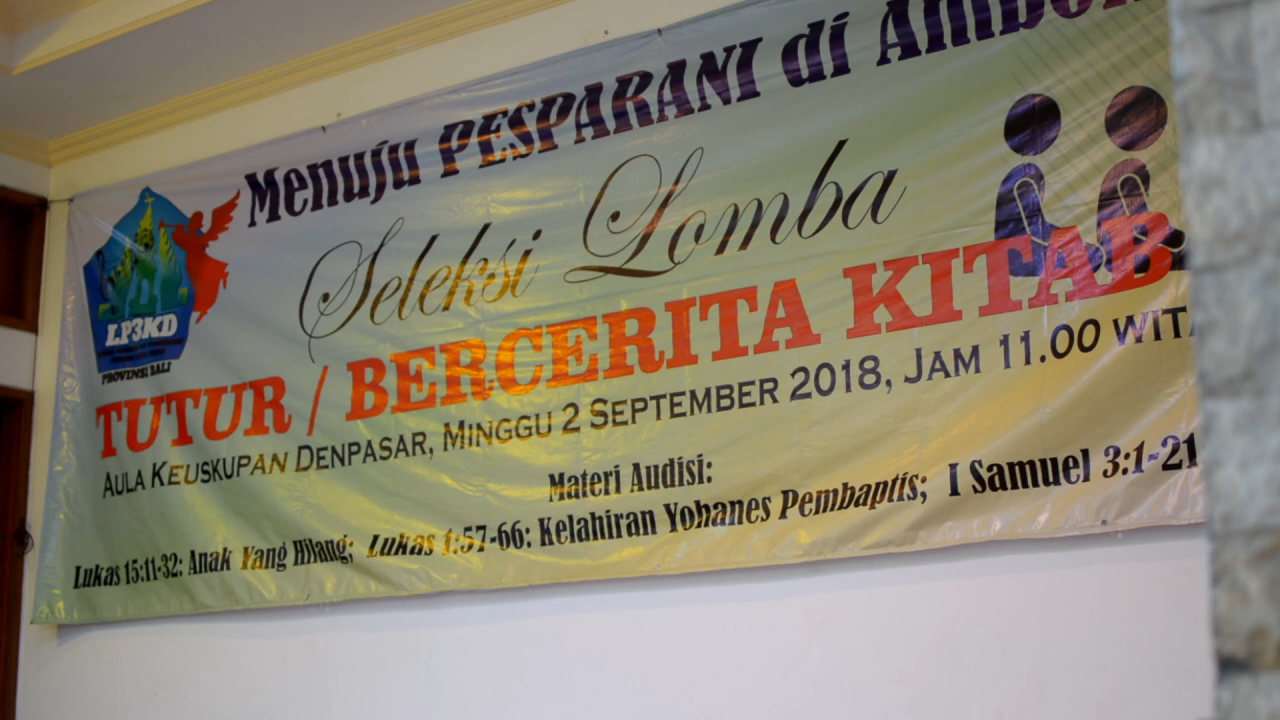 Menuju PESPARANI di Ambon
Seleksi Lomba
TUTUR / BERCERITA KITAB
AULA KEUSKUPAN DENPASAR, MINGGU 2 SEPTEMBER 2018, JAM 11.00 WITA
Materi Audisi:
Lukas 15:11-32: Anak Yang Hilang; Lukas 1:57-66: Kelahiran Yohanes Pembaptis; I Samuel 3:1-21
LP3KD
PROVINSI BALI